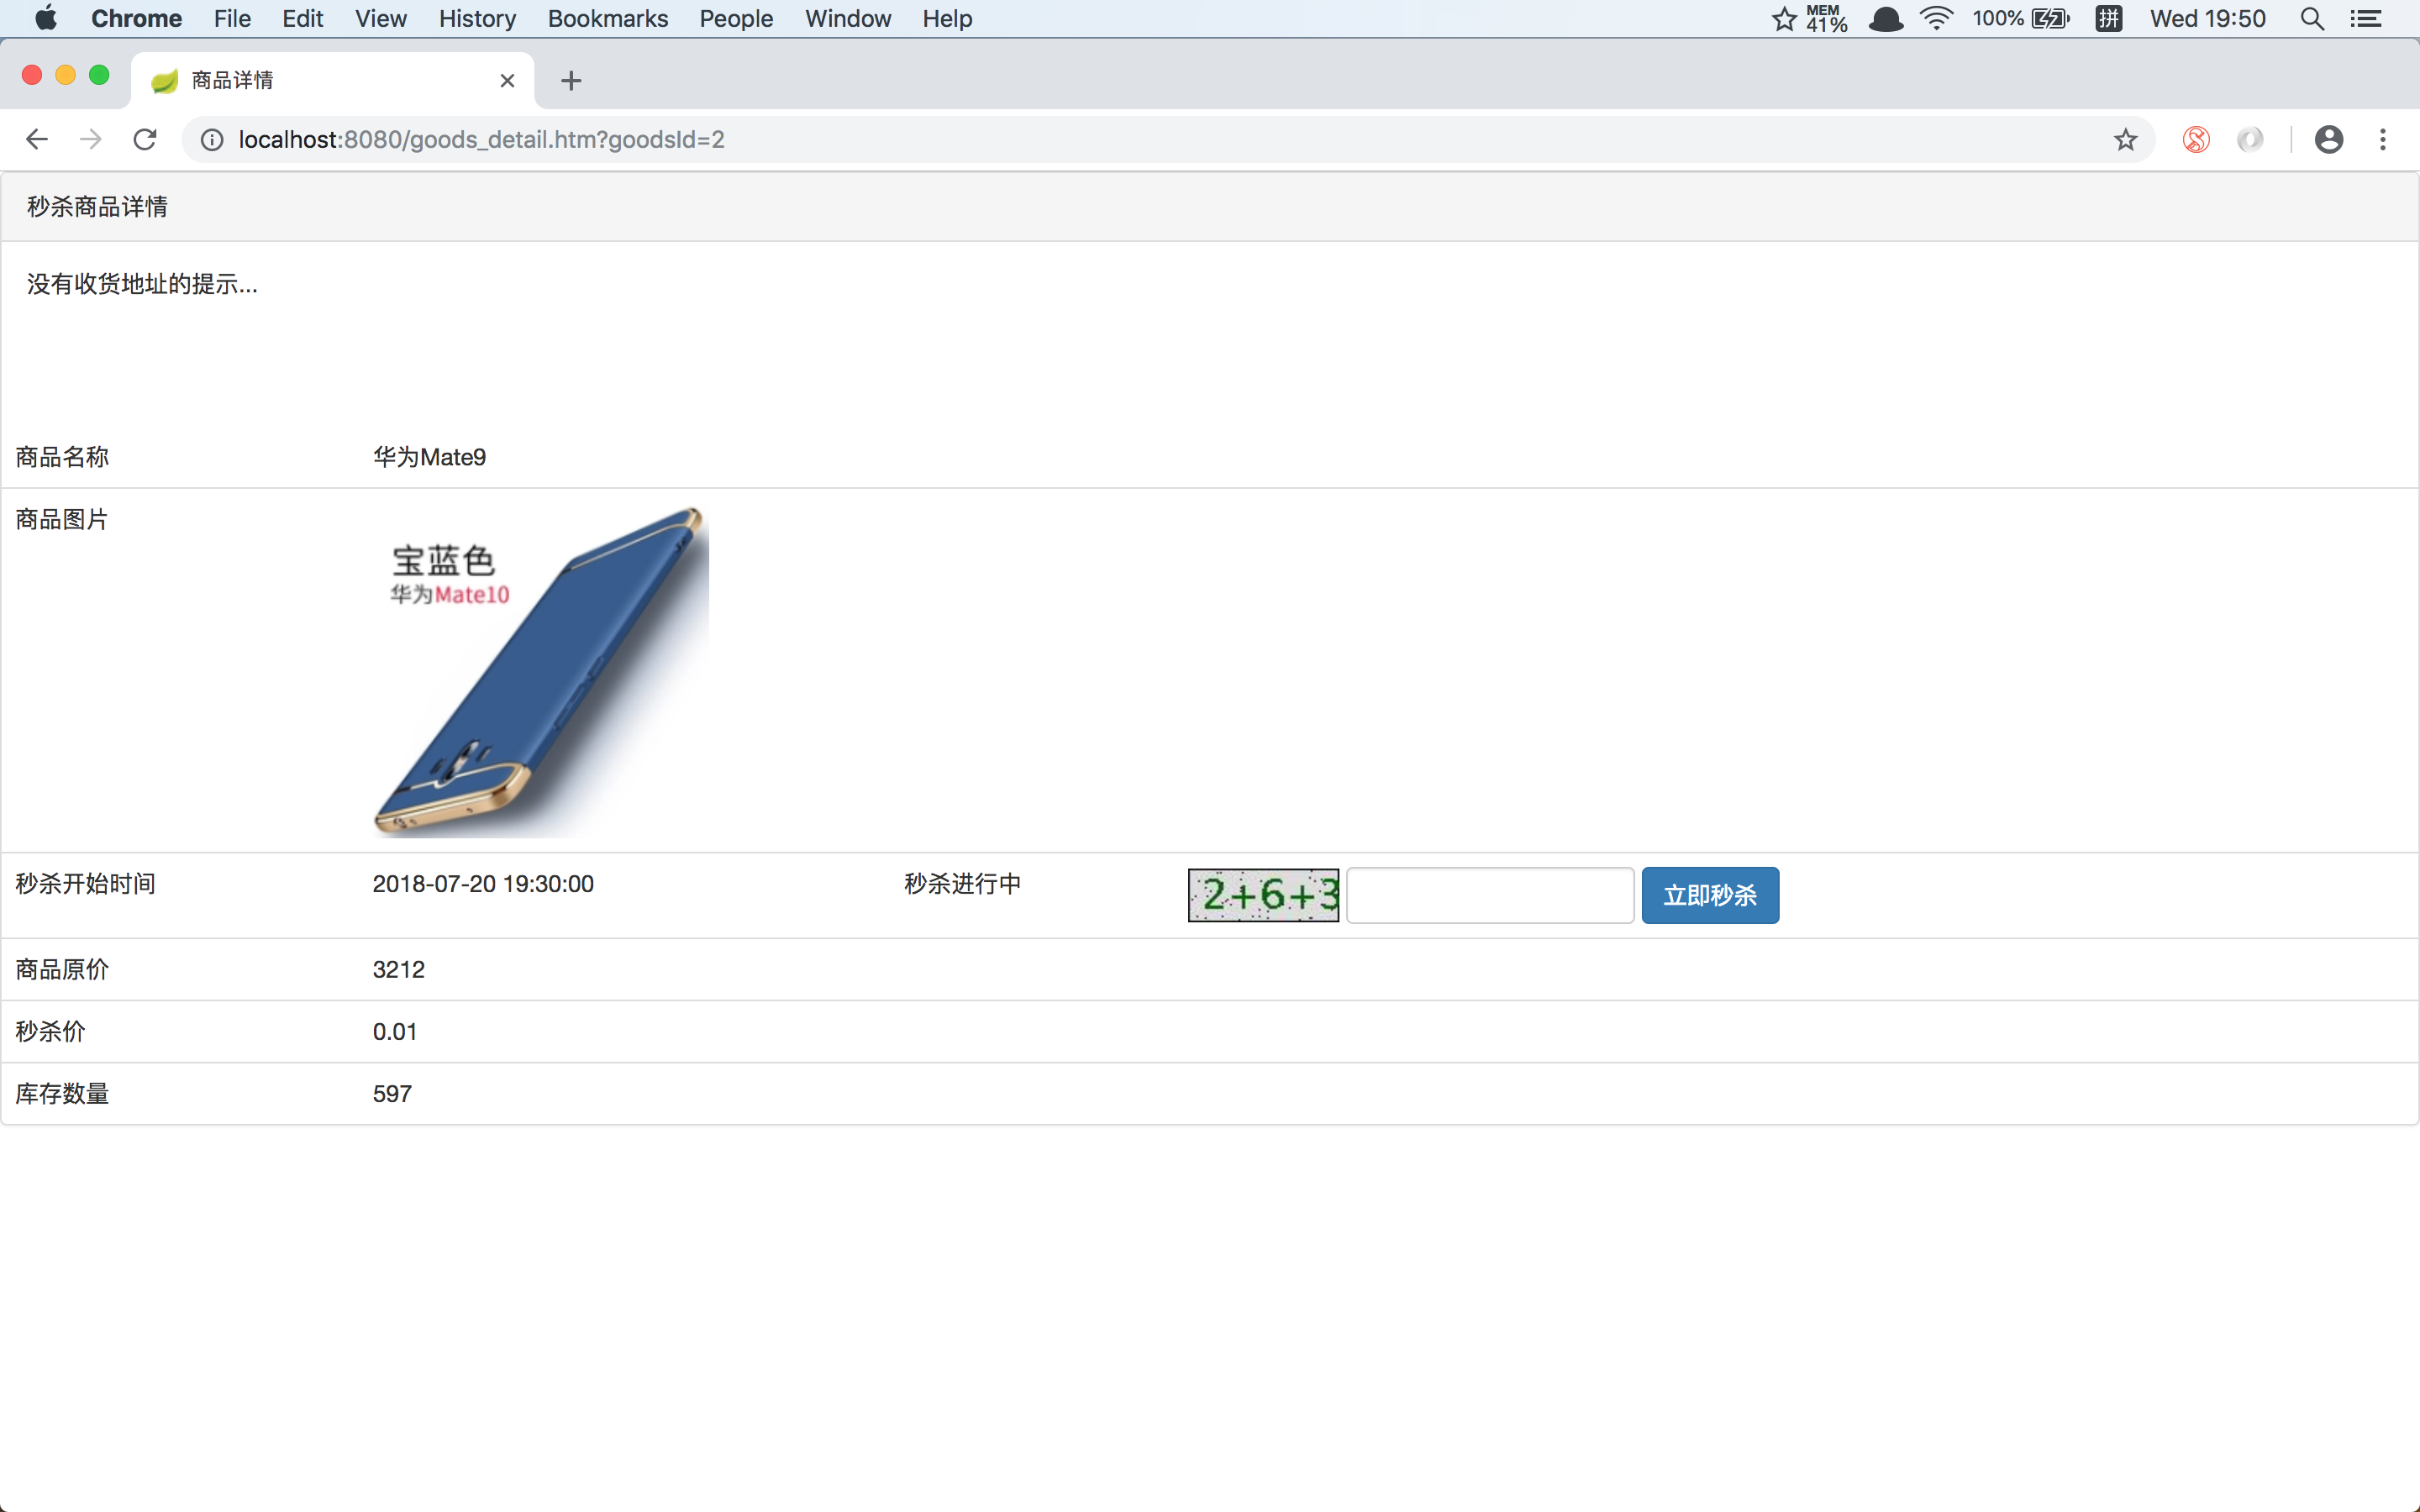 Chrome File Edit View History Bookmarks People Window Help MEM 41% 100% 拼 Wed 19:50
商品详情
localhost:8080/goods_detail.htm?goodsId=2
秒杀商品详情
没有收货地址的提示...
商品名称 华为Mate9
商品图片
宝蓝色
华为Mate10
秒杀开始时间 2018-07-20 19:30:00 秒杀进行中 2+6+3 立即秒杀
商品原价 3212
秒杀价 0.01
库存数量 597